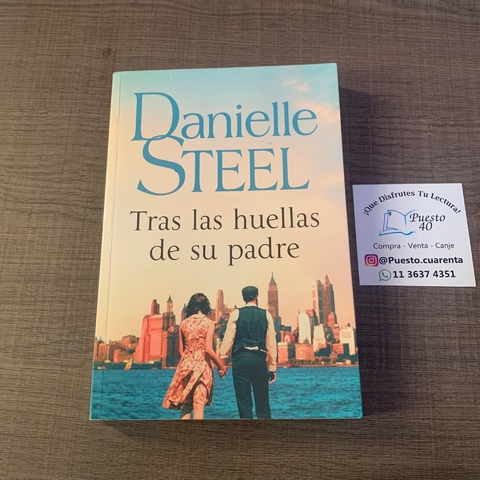 Danielle
STEEL
Tras las huellas
de su padre
¡Que Disfrutes Tu Lectura!
Puesto
40
Compra - Venta - Canje
@Puesto.cuarenta
11 3637 4351